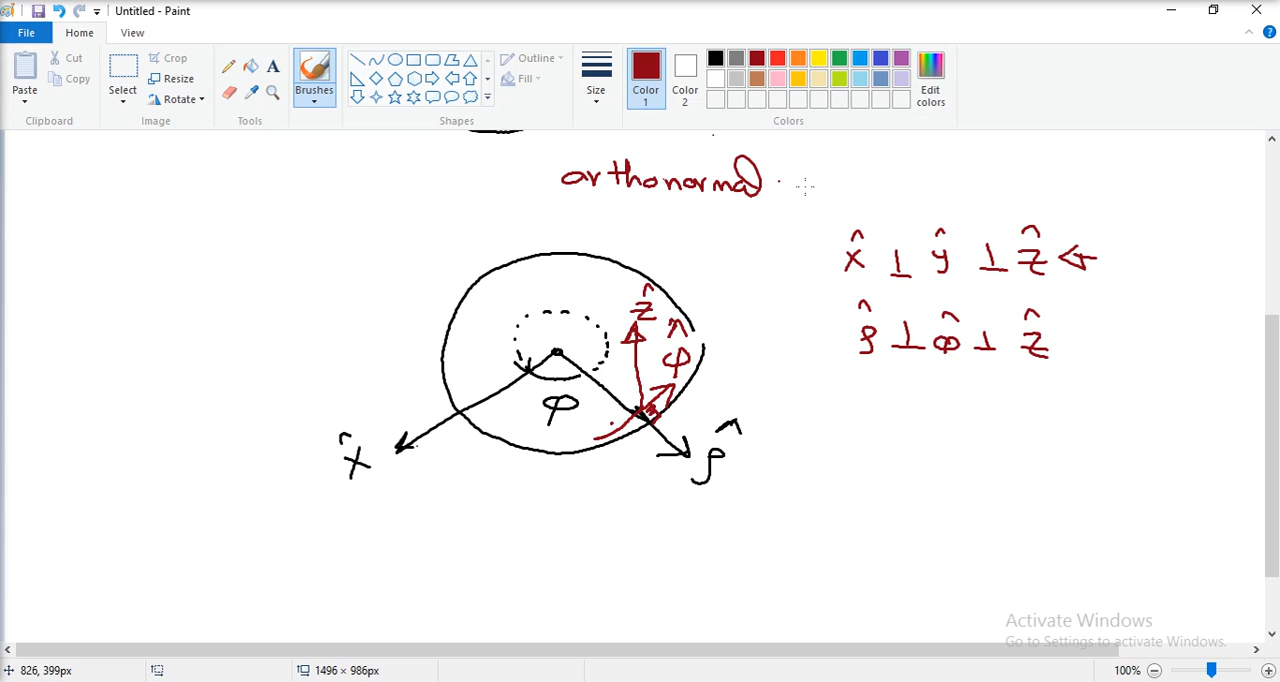 Untitled - Paint
File Home View
Paste
Cut
Copy
Clipboard
Select
Crop
Resize
Rotate
Image
A
Tools
Brushes
Shapes
Outline
Fill
Size
Color 1
Color 2
Edit colors
Colors
orthonormal
x̂ ⊥ ŷ ⊥ ẑ
ρ̂ ⊥ φ̂ ⊥ ẑ
ẑ
φ̂
φ
x̂
ρ̂
Activate Windows
Go to Settings to activate Windows.
826, 399px
1496 × 986px
100%